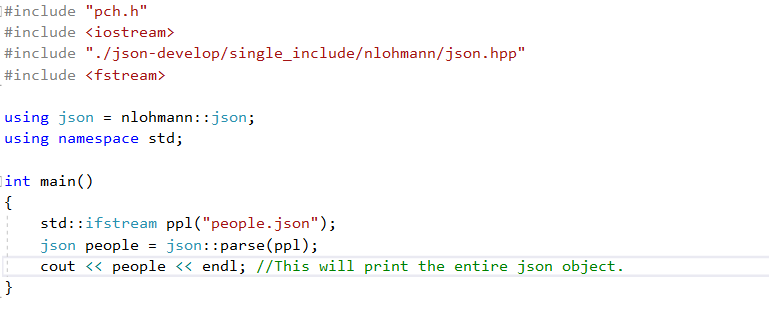 #include "pch.h"
#include <iostream>
#include "./json-develop/single_include/nlohmann/json.hpp"
#include <fstream>
using json = nlohmann::json;
using namespace std;
int main()
{
std::ifstream ppl("people.json");
json people = json::parse(ppl);
cout << people << endl; //This will print the entire json object.
}